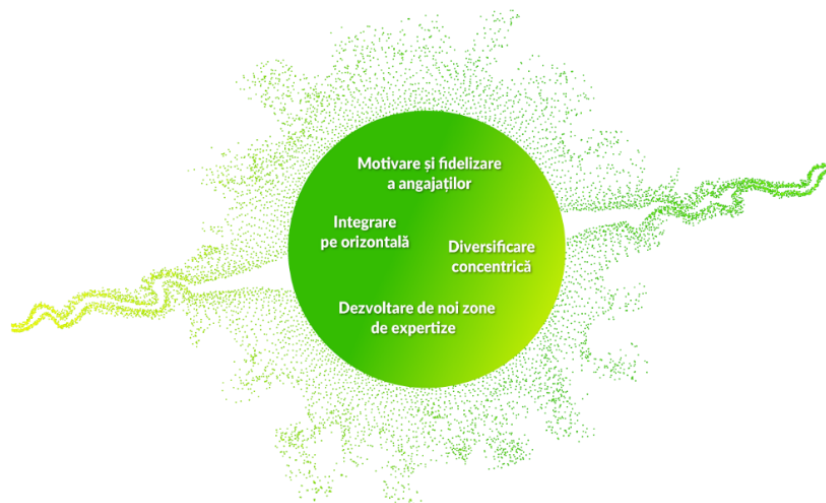 Motivare și fidelizare
a angajaților
Integrare
pe orizontală
Diversificare
concentrică
Dezvoltare de noi zone
de expertize